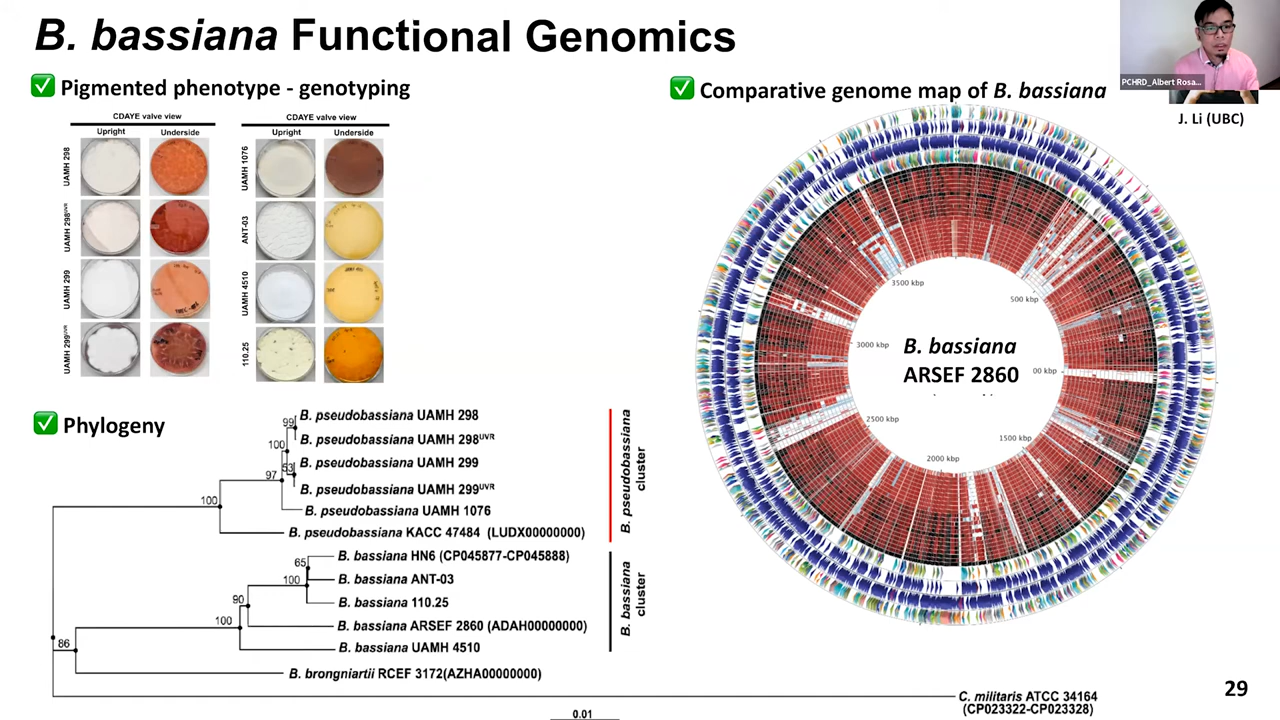 B. bassiana Functional Genomics
PCHRD_Albert Rosa...
J. Li (UBC)
Pigmented phenotype - genotyping
CDAYE valve view
CDAYE valve view
Upright
Underside
Upright
Underside
UAMH 298
UAMH 298UVR
UAMH 299
UAMH 299UVR
UAMH 1076
ANT-03
UAMH 4510
110.25
Comparative genome map of B. bassiana
B. bassiana
ARSEF 2860
500 kbp
00 kbp
1500 kbp
2000 kbp
2500 kbp
3000 kbp
3500 kbp
Phylogeny
99
100
53
97
100
65
100
90
100
86
B. pseudobassiana UAMH 298
B. pseudobassiana UAMH 298UVR
B. pseudobassiana UAMH 299
B. pseudobassiana UAMH 299UVR
B. pseudobassiana UAMH 1076
B. pseudobassiana KACC 47484 (LUDX00000000)
B. bassiana HN6 (CP045877-CP045888)
B. bassiana ANT-03
B. bassiana 110.25
B. bassiana ARSEF 2860 (ADAH00000000)
B. bassiana UAMH 4510
B. brongniartii RCEF 3172(AZHA00000000)
C. militaris ATCC 34164
(CP023322-CP023328)
B. pseudobassiana
cluster
B. bassiana
cluster
0.01
29